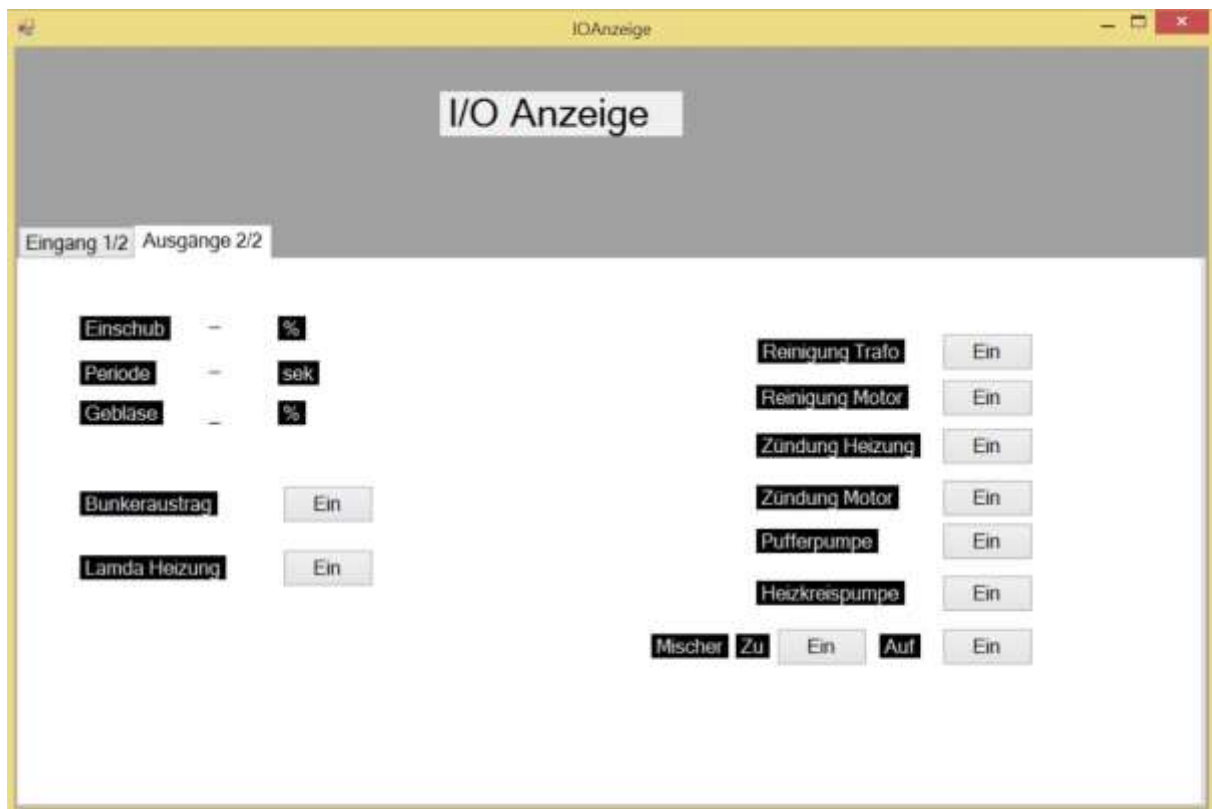 IOAnzeige
I/O Anzeige
Eingang 1/2 Ausgänge 2/2
Einschub – %
Periode – sek
Gebläse _ %
Bunkeraustrag Ein
Lamda Heizung Ein
Reinigung Trafo Ein
Reinigung Motor Ein
Zündung Heizung Ein
Zündung Motor Ein
Pufferpumpe Ein
Heizkreispumpe Ein
Mischer Zu Ein Auf Ein